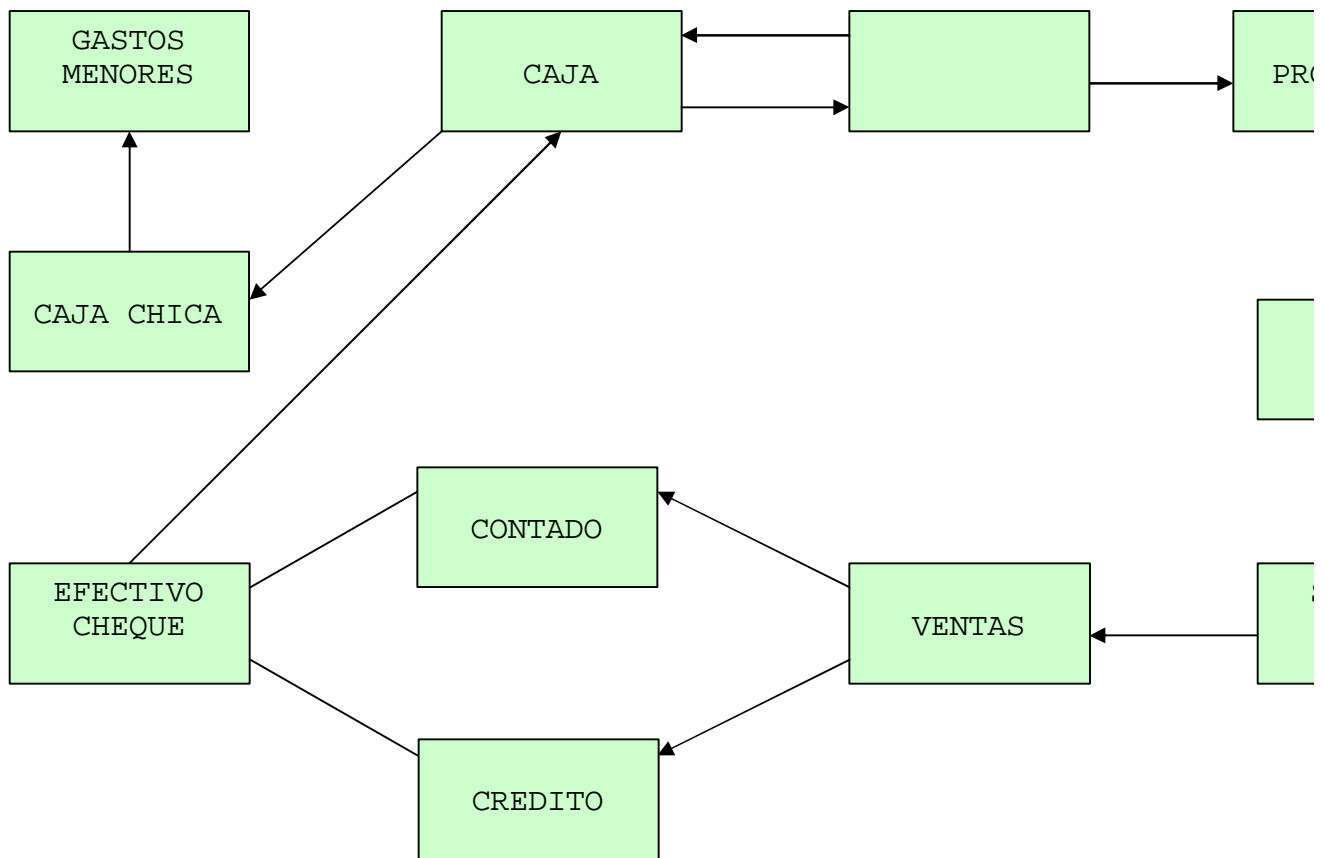 GASTOS
MENORES
CAJA
CAJA CHICA
CONTADO
EFECTIVO
CHEQUE
VENTAS
CREDITO